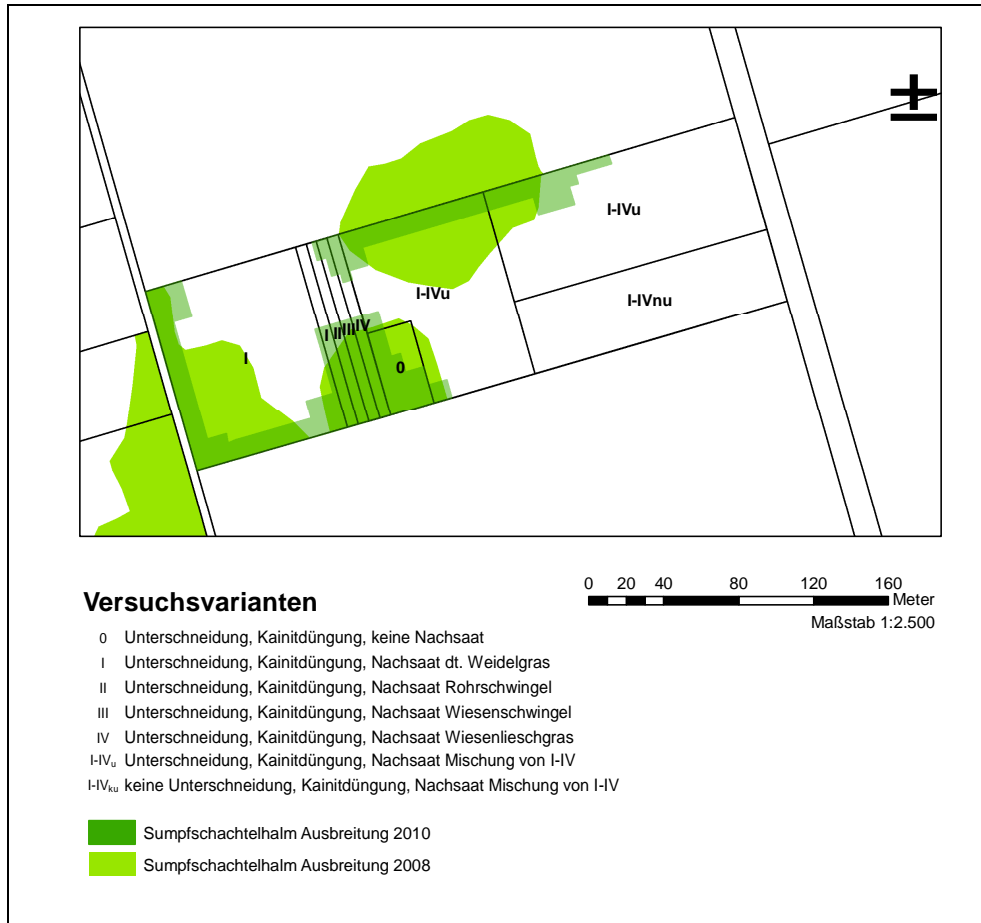 I-IVu
I-IVnu
I-IVu
I II III IV
I
0
Versuchsvarianten
0 20 40 80 120 160
Meter
Maßstab 1:2.500
0 Unterschneidung, Kainitdüngung, keine Nachsaat
I Unterschneidung, Kainitdüngung, Nachsaat dt. Weidelgras
II Unterschneidung, Kainitdüngung, Nachsaat Rohrschwingel
III Unterschneidung, Kainitdüngung, Nachsaat Wiesenschwingel
IV Unterschneidung, Kainitdüngung, Nachsaat Wiesenlieschgras
I-IVu Unterschneidung, Kainitdüngung, Nachsaat Mischung von I-IV
I-IVku keine Unterschneidung, Kainitdüngung, Nachsaat Mischung von I-IV
Sumpfschachtelhalm Ausbreitung 2010
Sumpfschachtelhalm Ausbreitung 2008